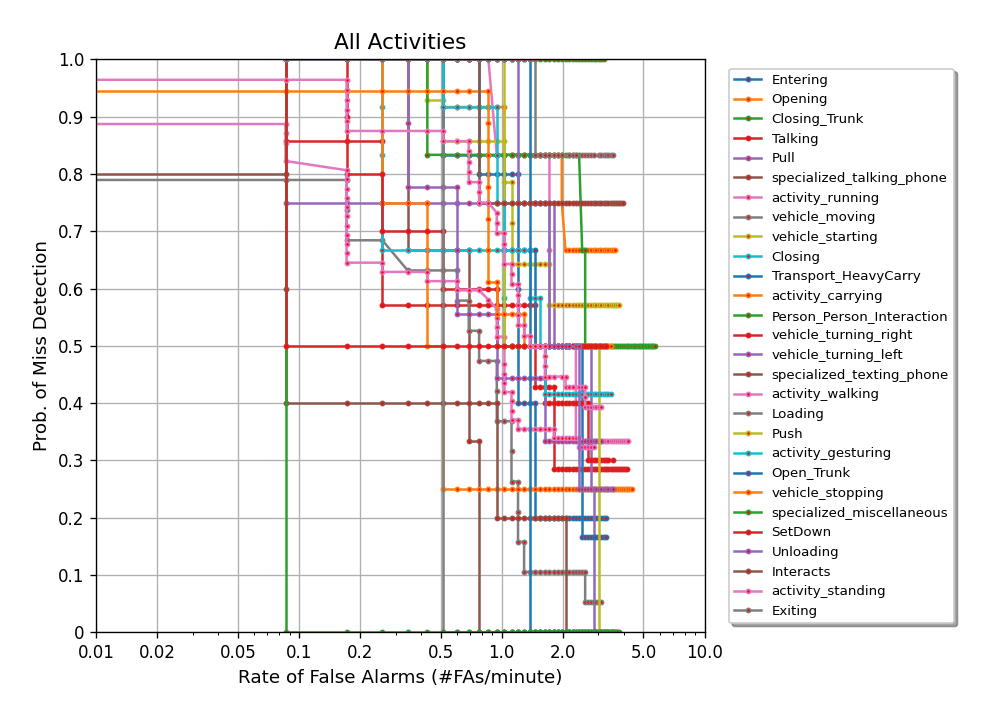 All Activities
Prob. of Miss Detection
1.0
0.9
0.8
0.7
0.6
0.5
0.4
0.3
0.2
0.1
0
0.01 0.02 0.05 0.1 0.2 0.5 1.0 2.0 5.0 10.0
Rate of False Alarms (#FAs/minute)
Entering
Opening
Closing_Trunk
Talking
Pull
specialized_talking_phone
activity_running
vehicle_moving
vehicle_starting
Closing
Transport_HeavyCarry
activity_carrying
Person_Person_Interaction
vehicle_turning_right
vehicle_turning_left
specialized_texting_phone
activity_walking
Loading
Push
activity_gesturing
Open_Trunk
vehicle_stopping
specialized_miscellaneous
SetDown
Unloading
Interacts
activity_standing
Exiting